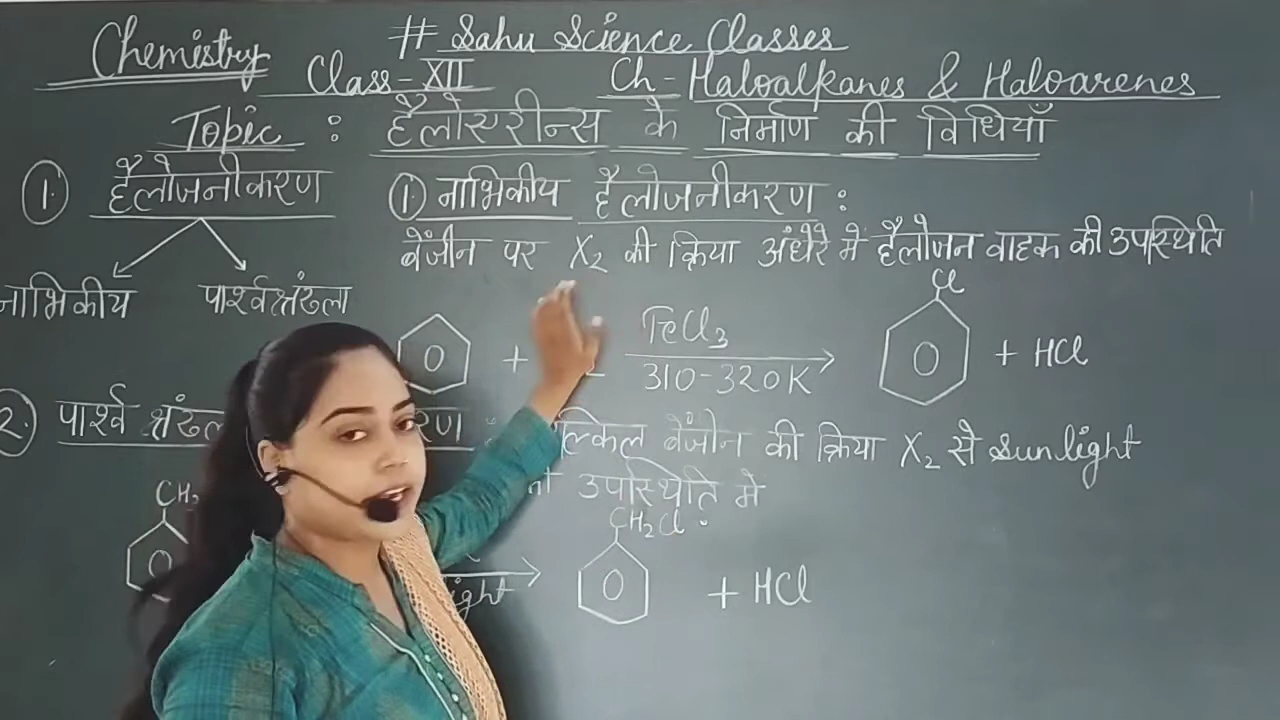 Chemistry # Sahu Science Classes
Class-XII Ch-Haloalkanes & Haloarenes
Topic : हैलोएरीन्स के निर्माण की विधियाँ
1. हैलोजनीकरण
नाभिकीय पार्श्वश्रृंखला
① नाभिकीय हैलोजनीकरण :
बेंजीन पर X₂ की क्रिया अंधेरे में हैलोजन वाहक की उपस्थिति
+ FeCl₃ Cl
310-320K + HCl
2. पार्श्व
ल्किल बेंजीन की क्रिया X₂ से Sunlight
उपस्थिति में
CH₂Cl
+ HCl